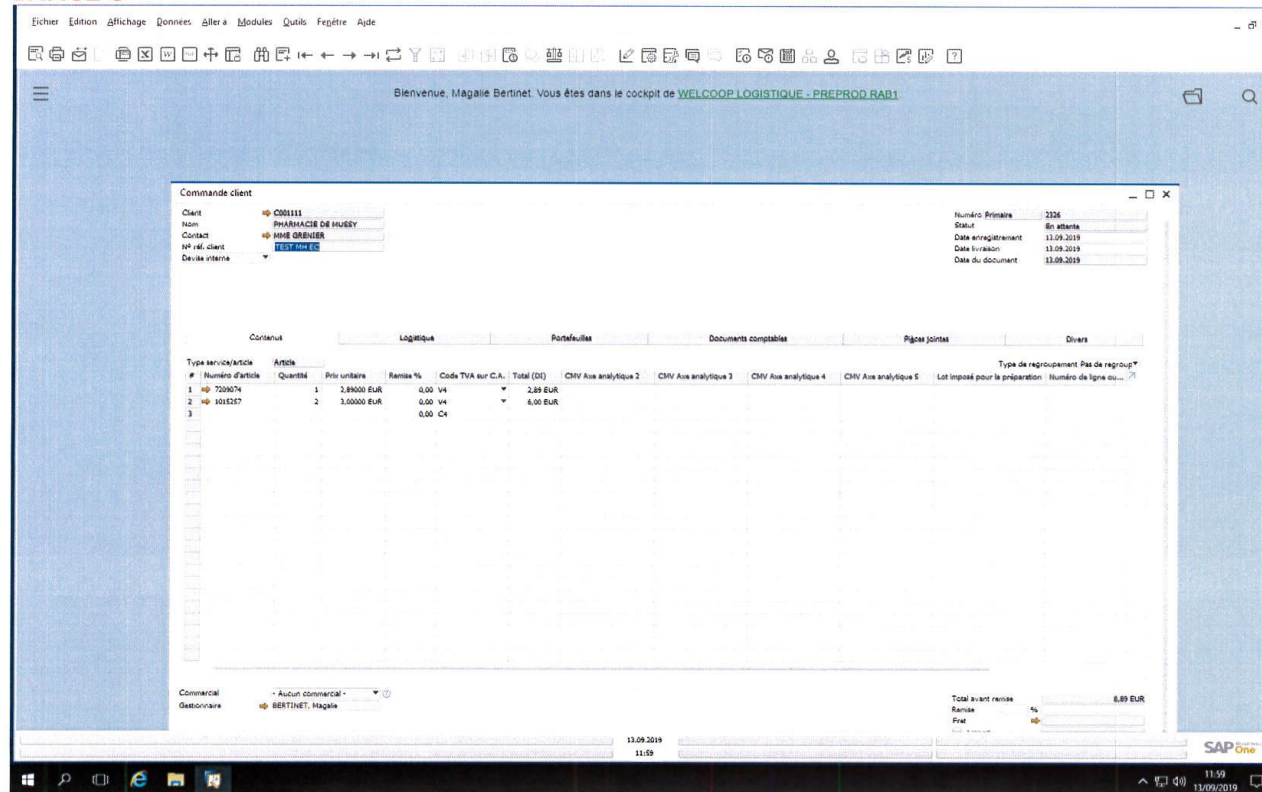 Fichier Edition Affichage Données Aller à Modules Outils Fenêtre Aide
Bienvenue, Magalie Bertinet. Vous êtes dans le cockpit de WELCOOP LOGISTIQUE - PREPROD RAB1
Commande client
Client C001111
Nom PHARMACIE DE MUSSY
Contact MME GRENIER
Nº réf. client TEST MH EC
Devise interne
Numéro Primaire 2326
Statut En attente
Date enregistrement 13.09.2019
Date livraison 13.09.2019
Date du document 13.09.2019
Contenus Logistique Portefeuilles Documents comptables Pièces jointes Divers
Type service/article Article Type de regroupement Pas de regroup
# Numéro d'article Quantité Prix unitaire Remise % Code TVA sur C.A. Total (DI) CMV Axe analytique 2 CMV Axe analytique 3 CMV Axe analytique 4 CMV Axe analytique 5 Lot imposé pour la préparation Numéro de ligne ou...
1 7209074 1 2,89000 EUR 0,00 V4 2,89 EUR
2 1015257 2 3,00000 EUR 0,00 V4 6,00 EUR
3 0,00 C4
Commercial - Aucun commercial -
Gestionnaire BERTINET, Magalie
Total avant remise 8,89 EUR
Remise %
Fret
13.09.2019
11:59
SAP Business One
11:59
13/09/2019